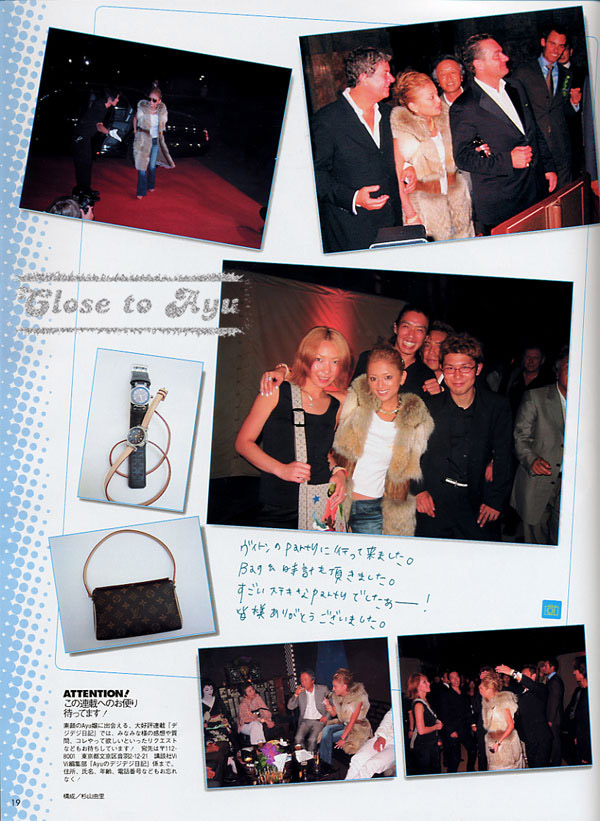 Close to Ayu
ヴィトンのpartyに行って来ました。
Bag&時計を頂きました。
すごいステキなpartyでしたぁー!
皆様ありがとうございました。
ATTENTION!
この連載へのお便り
待ってます!
素顔のAyu嬢に出会える、大好評連載「デ
ジデジ日記」では、みなみな様の感想や質
問、コレやって欲しいといったリクエスト
などもお待ちしています! 宛先は〒112-
8001 東京都文京区音羽2-12-21 講談社Vi
Vi編集部「Ayuのデジデジ日記」係まで。
住所、氏名、年齢、電話番号などもお忘れ
なく!
構成/杉山由里
19